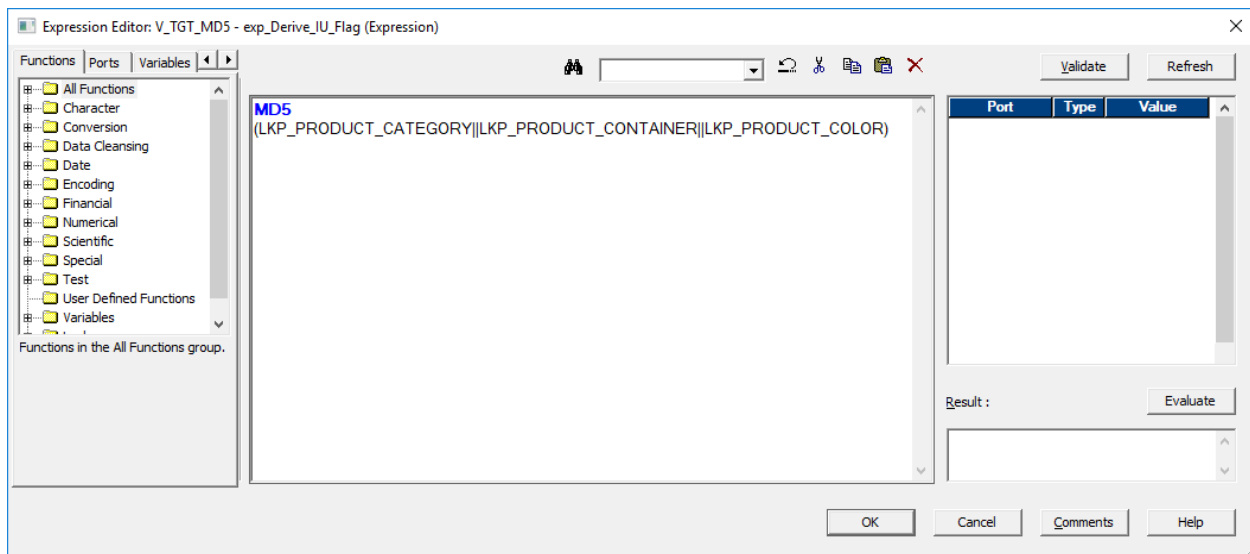 Expression Editor: V_TGT_MD5 - exp_Derive_IU_Flag (Expression)
Functions Ports Variables
Validate Refresh
All Functions
Character
Conversion
Data Cleansing
Date
Encoding
Financial
Numerical
Scientific
Special
Test
User Defined Functions
Variables
Functions in the All Functions group.
MD5
(LKP_PRODUCT_CATEGORY||LKP_PRODUCT_CONTAINER||LKP_PRODUCT_COLOR)
Port Type Value
Result : Evaluate
OK Cancel Comments Help